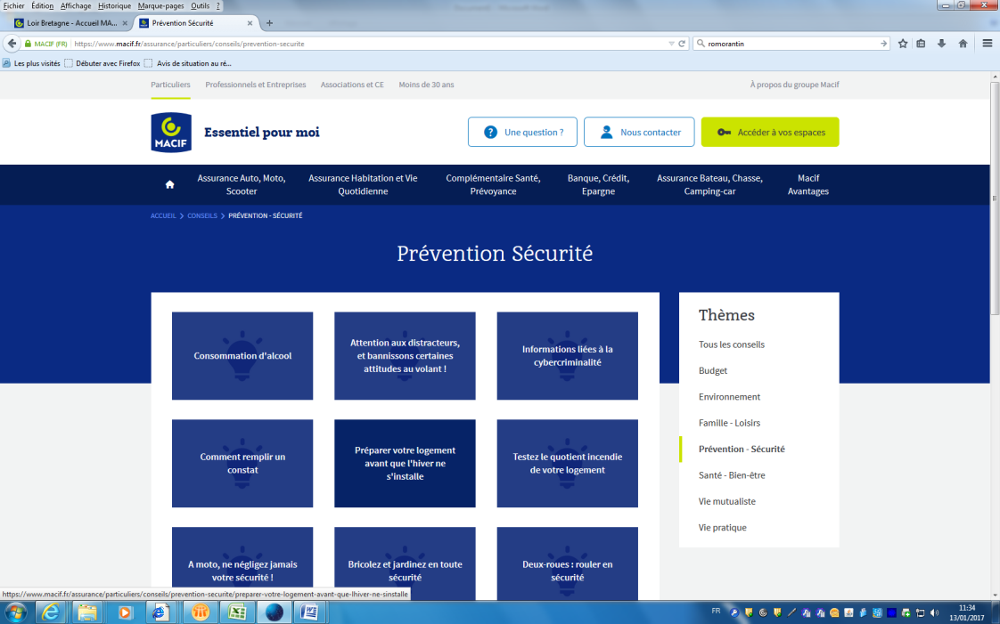 Fichier Édition Affichage Historique Marque-pages Outils ?
Loir Bretagne - Accueil MA... × Prévention Sécurité × +
MACIF (FR) https://www.macif.fr/assurance/particuliers/conseils/prevention-securite romorantin
Les plus visités Débuter avec Firefox Avis de situation au ré...
Particuliers Professionnels et Entreprises Associations et CE Moins de 30 ans À propos du groupe Macif
MACIF Essentiel pour moi Une question ? Nous contacter Accéder à vos espaces
Assurance Auto, Moto, Scooter
Assurance Habitation et Vie Quotidienne
Complémentaire Santé, Prévoyance
Banque, Crédit, Epargne
Assurance Bateau, Chasse, Camping-car
Macif Avantages
ACCUEIL > CONSEILS > PRÉVENTION - SÉCURITÉ
Prévention Sécurité
Consommation d'alcool
Attention aux distracteurs,
et bannissons certaines
attitudes au volant !
Informations liées à la
cybercriminalité
Comment remplir un
constat
Préparer votre logement
avant que l'hiver ne
s'installe
Testez le quotient incendie
de votre logement
A moto, ne négligez jamais
votre sécurité !
Bricolez et jardinez en toute
sécurité
Deux-roues : rouler en
sécurité
Thèmes
Tous les conseils
Budget
Environnement
Famille - Loisirs
Prévention - Sécurité
Santé - Bien-être
Vie mutualiste
Vie pratique
https://www.macif.fr/assurance/particuliers/conseils/prevention-securite/preparer-votre-logement-avant-que-lhiver-ne-sinstalle
FR 11:34
13/01/2017